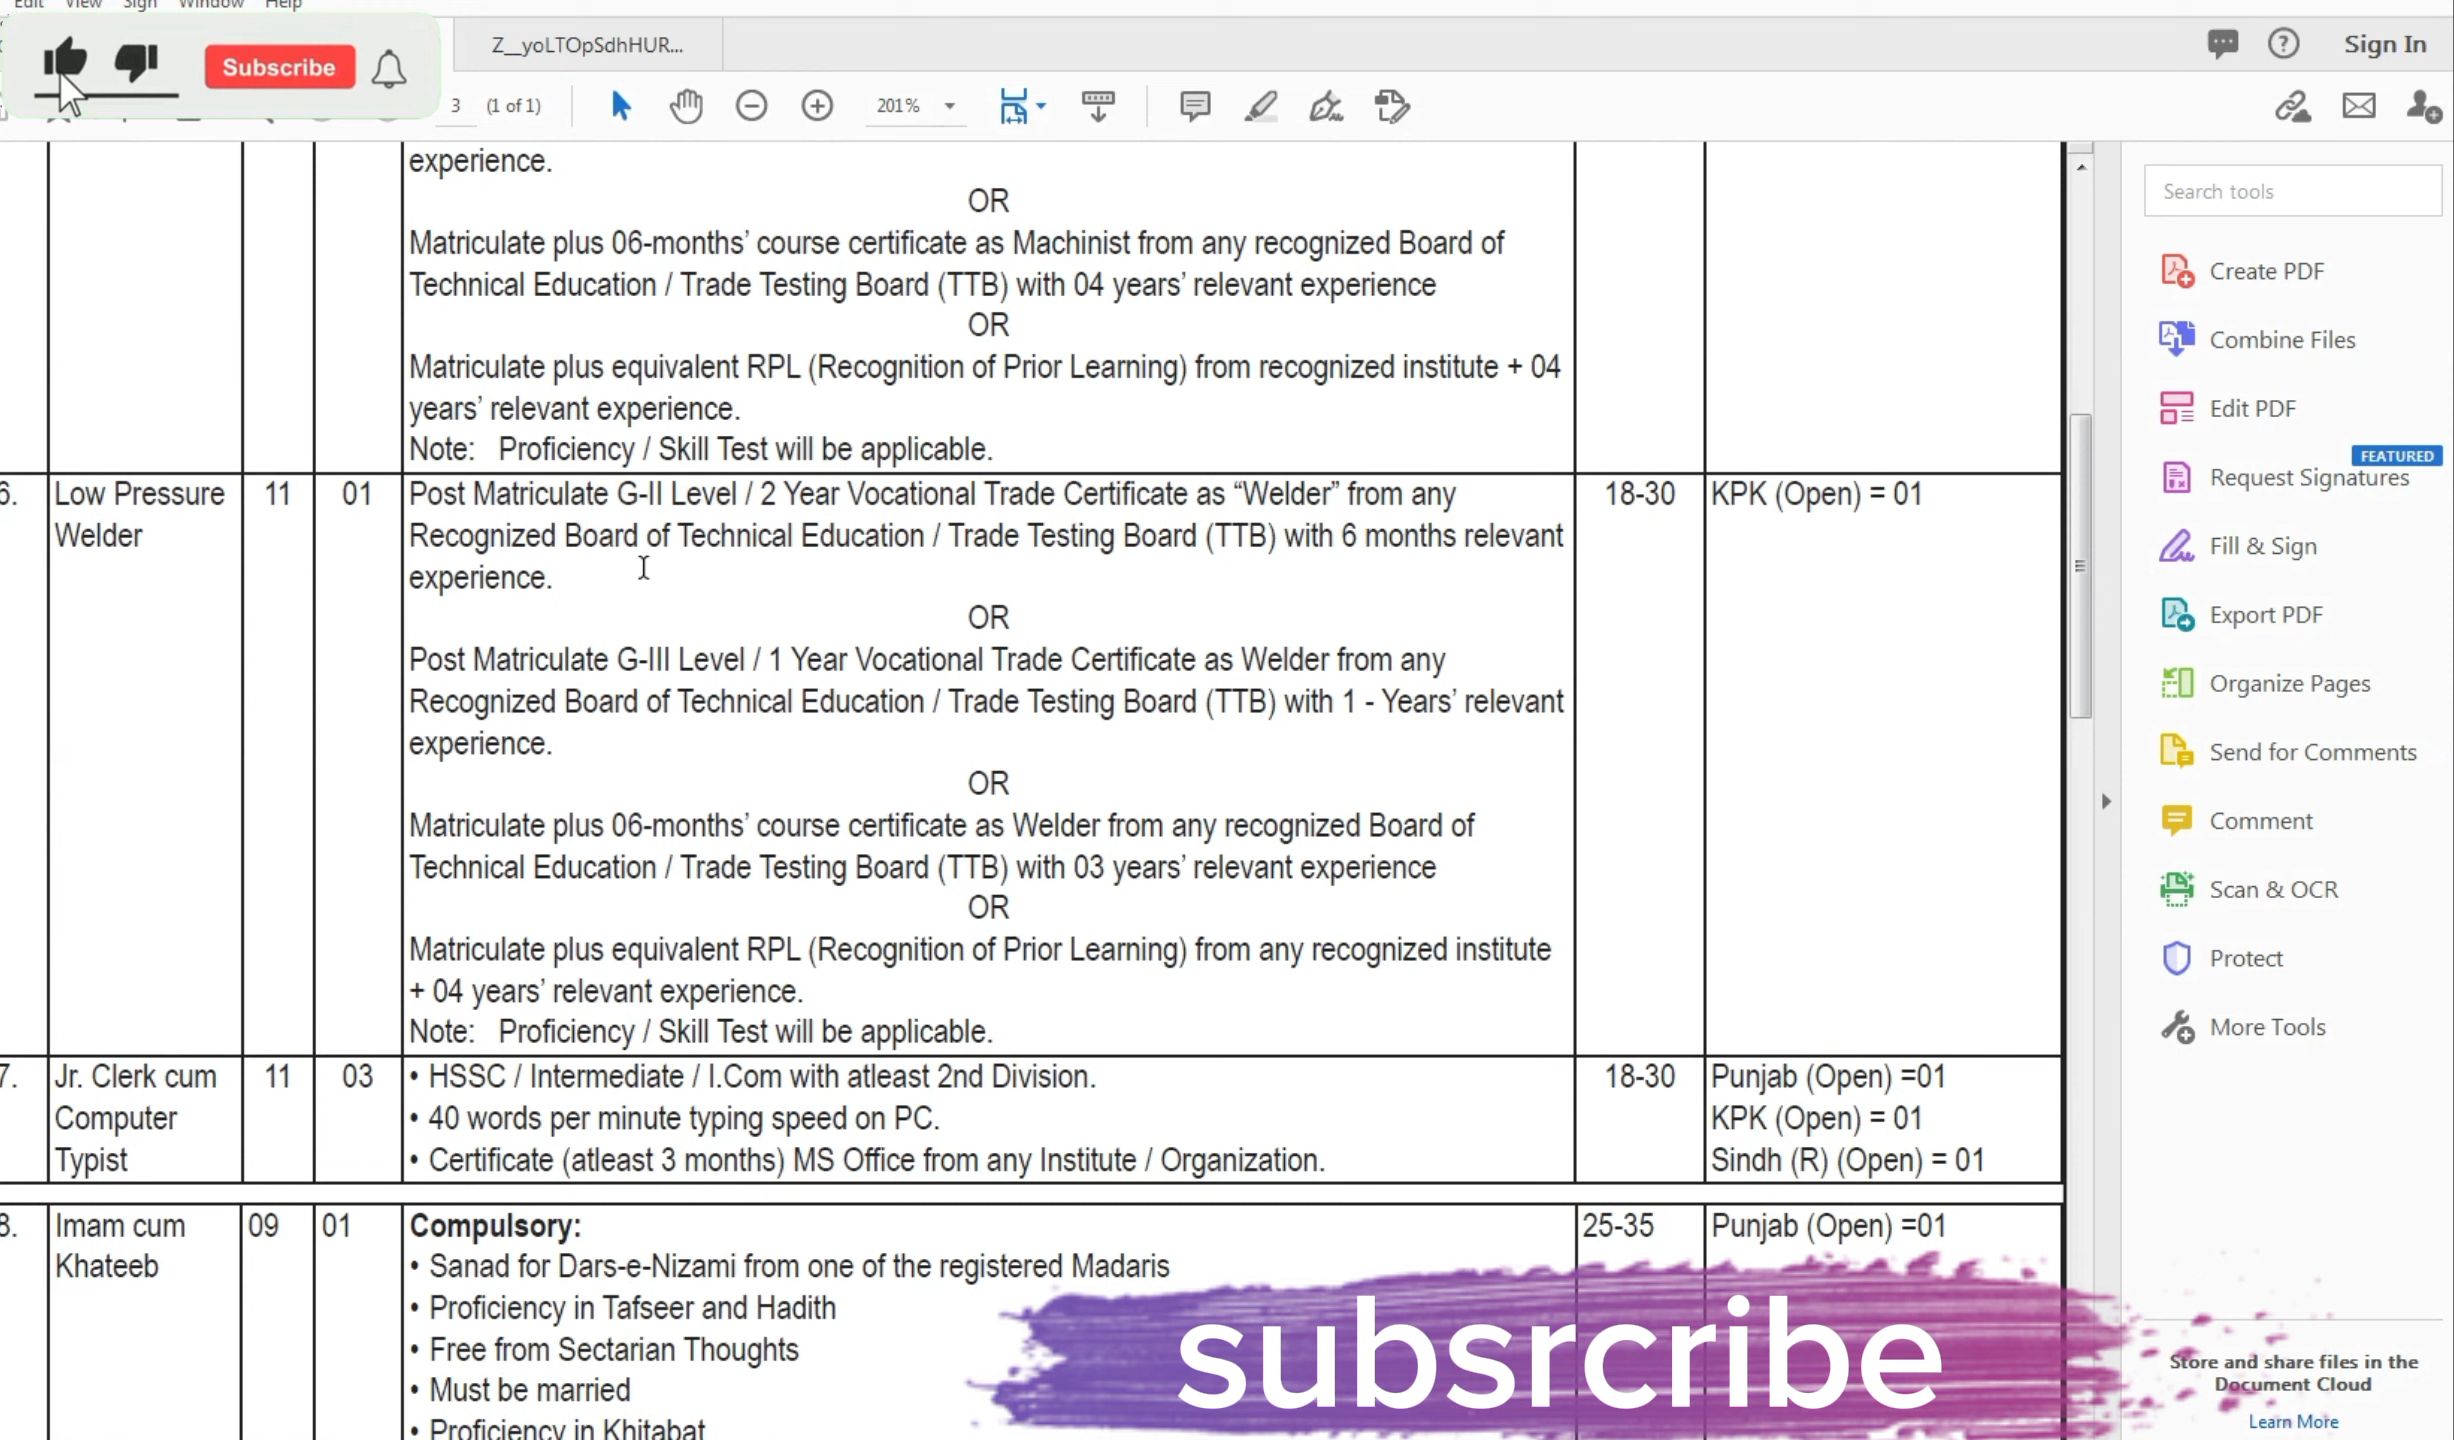 Edit View Sign Window Help
Subscribe
Z__yoLTOpSdhHUR...
Sign In
3 (1 of 1)
201%
Search tools
Create PDF
Combine Files
Edit PDF
FEATURED
Request Signatures
Fill & Sign
Export PDF
Organize Pages
Send for Comments
Comment
Scan & OCR
Protect
More Tools
Store and share files in the
Document Cloud
Learn More
experience.
OR
Matriculate plus 06-months’ course certificate as Machinist from any recognized Board of
Technical Education / Trade Testing Board (TTB) with 04 years’ relevant experience
OR
Matriculate plus equivalent RPL (Recognition of Prior Learning) from recognized institute + 04
years’ relevant experience.
Note: Proficiency / Skill Test will be applicable.
6. Low Pressure 11 01 Post Matriculate G-II Level / 2 Year Vocational Trade Certificate as “Welder” from any 18-30 KPK (Open) = 01
Welder Recognized Board of Technical Education / Trade Testing Board (TTB) with 6 months relevant
experience.
OR
Post Matriculate G-III Level / 1 Year Vocational Trade Certificate as Welder from any
Recognized Board of Technical Education / Trade Testing Board (TTB) with 1 - Years’ relevant
experience.
OR
Matriculate plus 06-months’ course certificate as Welder from any recognized Board of
Technical Education / Trade Testing Board (TTB) with 03 years’ relevant experience
OR
Matriculate plus equivalent RPL (Recognition of Prior Learning) from any recognized institute
+ 04 years’ relevant experience.
Note: Proficiency / Skill Test will be applicable.
7. Jr. Clerk cum 11 03 • HSSC / Intermediate / I.Com with atleast 2nd Division. 18-30 Punjab (Open) =01
Computer • 40 words per minute typing speed on PC. KPK (Open) = 01
Typist • Certificate (atleast 3 months) MS Office from any Institute / Organization. Sindh (R) (Open) = 01
8. Imam cum 09 01 Compulsory: 25-35 Punjab (Open) =01
Khateeb • Sanad for Dars-e-Nizami from one of the registered Madaris
• Proficiency in Tafseer and Hadith
• Free from Sectarian Thoughts
• Must be married
• Proficiency in Khitabat
subsrcribe